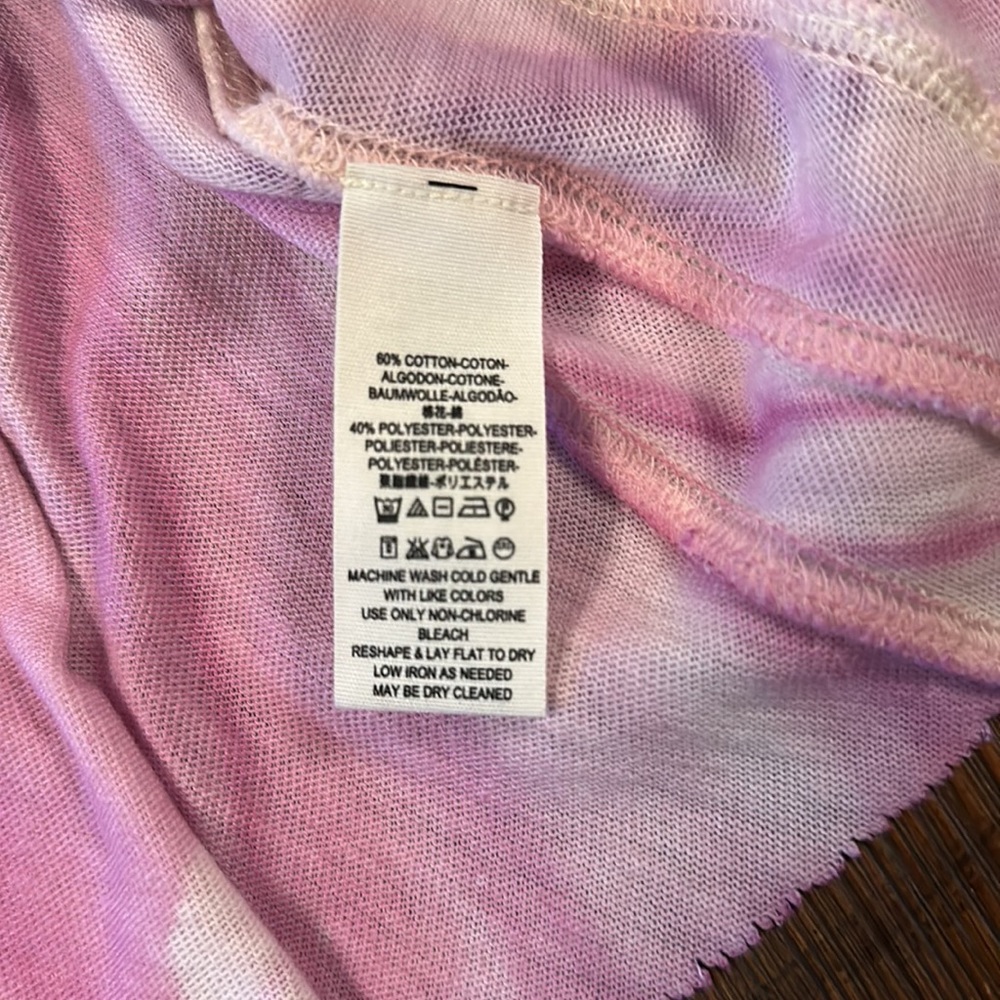 60% COTTON-COTON-
ALGODON-COTONE-
BAUMWOLLE-ALGODÃO-
棉花-綿
40% POLYESTER-POLYESTER-
POLIESTER-POLIESTERE-
POLYESTER-POLÉSTER-
聚脂纖維-ポリエステル
MACHINE WASH COLD GENTLE
WITH LIKE COLORS
USE ONLY NON-CHLORINE
BLEACH
RESHAPE & LAY FLAT TO DRY
LOW IRON AS NEEDED
MAY BE DRY CLEANED